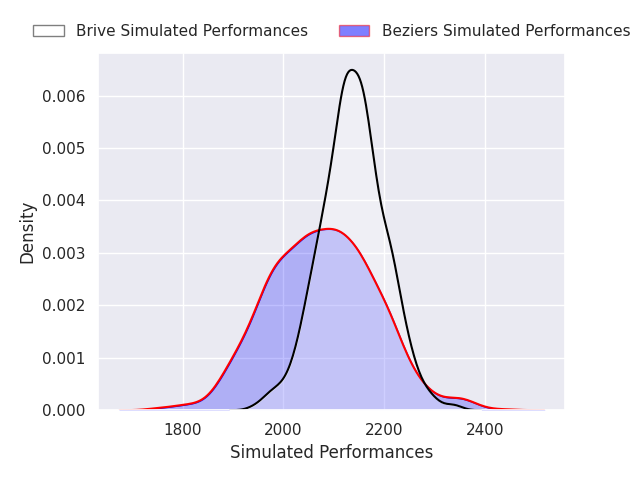 Brive Simulated Performances
Beziers Simulated Performances
0.006
0.005
0.004
0.003
0.002
0.001
0.000
Density
1800
2000
2200
2400
Simulated Performances